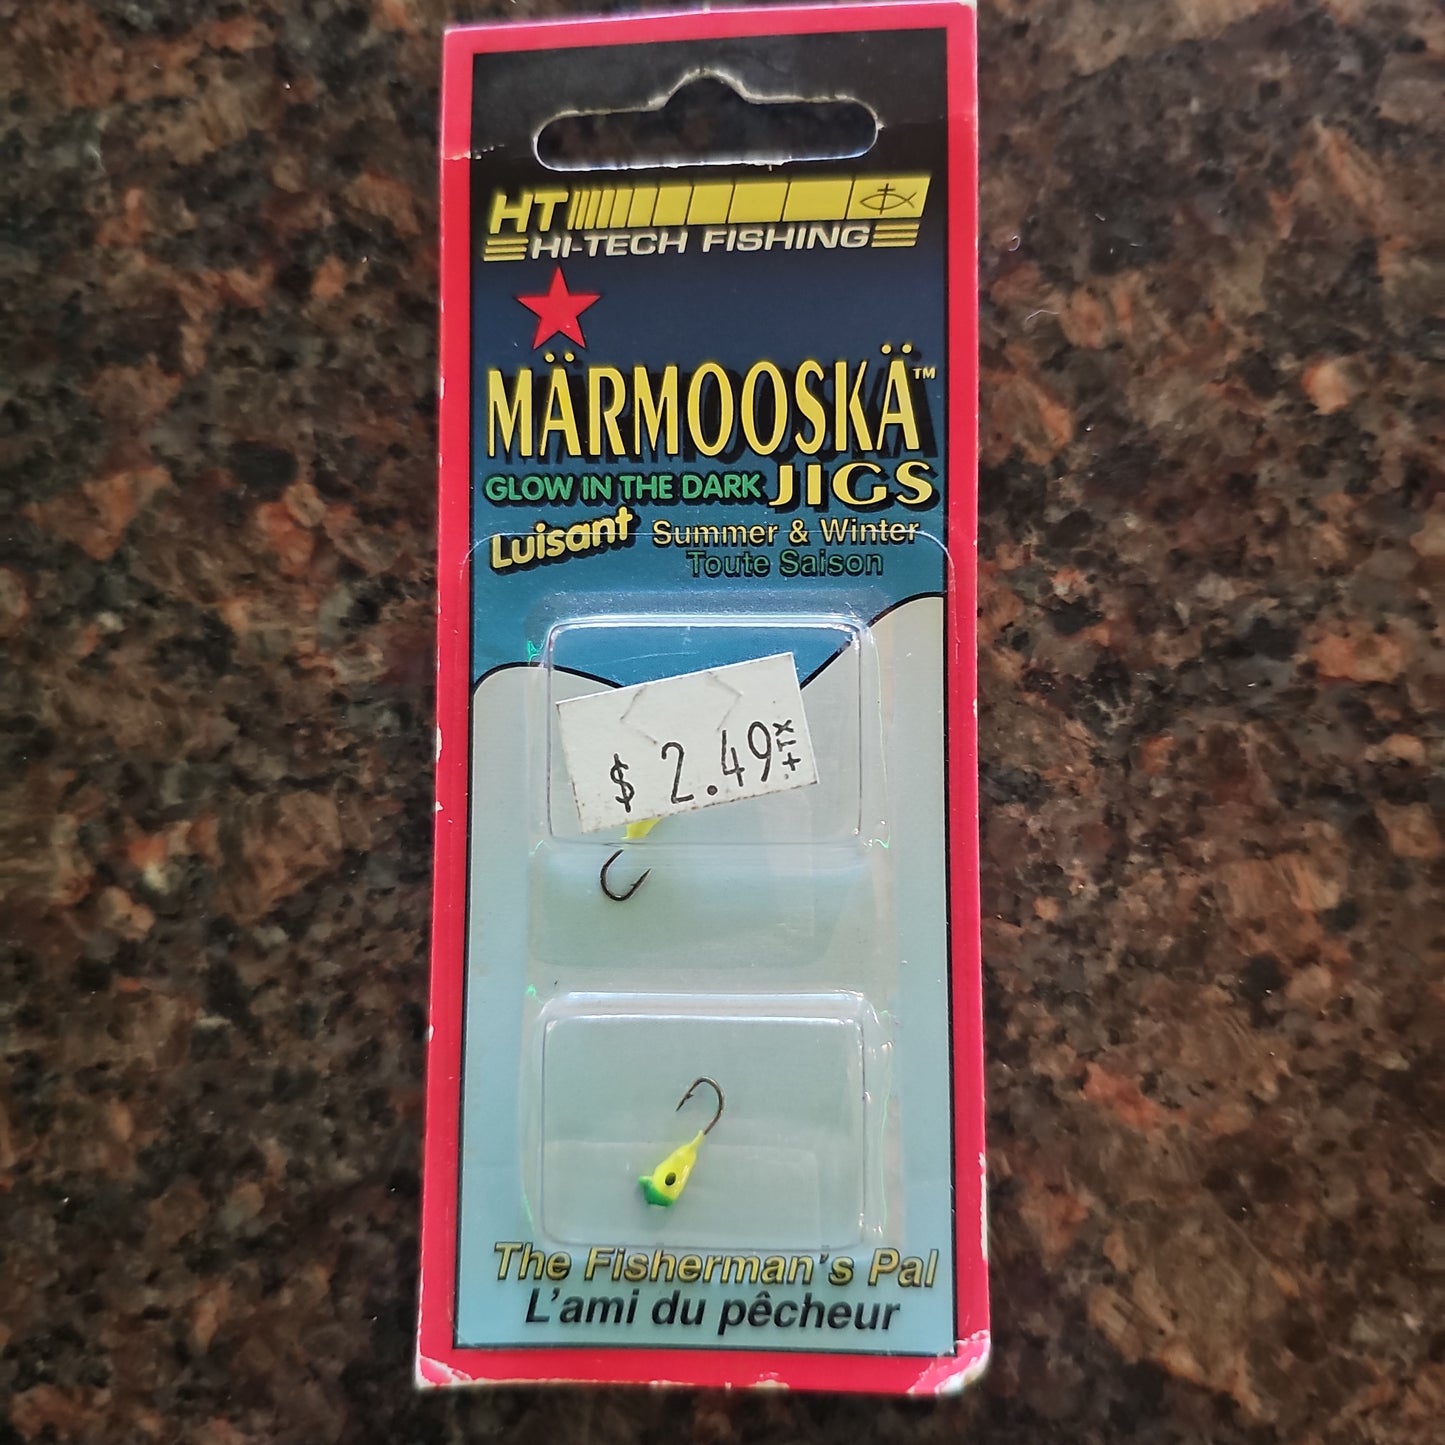 HT
HI-TECH FISHING
MÄRMOOSKÄ™
GLOW IN THE DARK JIGS
Luisant Summer & Winter
Toute Saison
$ 2.49 +TX
The Fisherman's Pal
L'ami du pêcheur